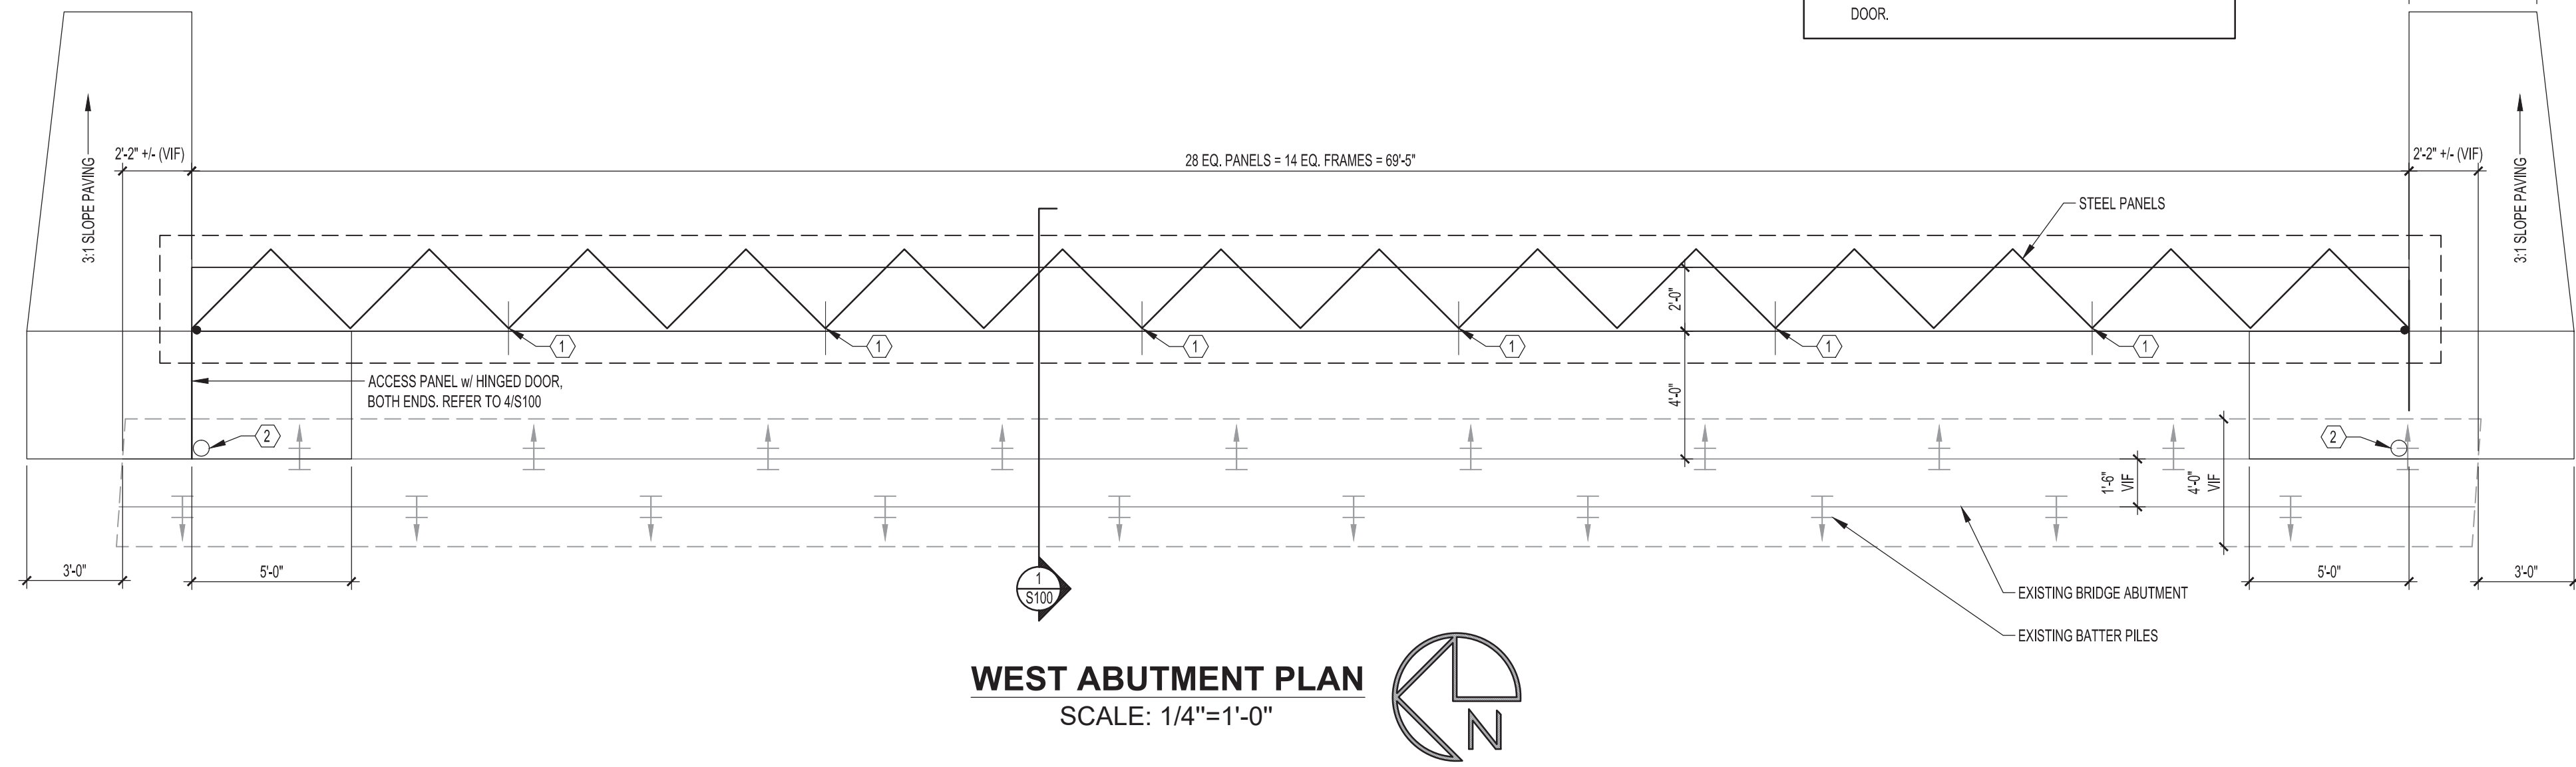 DOOR.
2'-2" +/- (VIF)
28 EQ. PANELS = 14 EQ. FRAMES = 69'-5"
2'-2" +/- (VIF)
3:1 SLOPE PAVING
3:1 SLOPE PAVING
STEEL PANELS
2'-0"
1
1
1
1
1
1
ACCESS PANEL w/ HINGED DOOR,
BOTH ENDS. REFER TO 4/S100
4'-0"
2
2
1'-6"
VIF
4'-0"
VIF
3'-0"
5'-0"
5'-0"
3'-0"
1
S100
EXISTING BRIDGE ABUTMENT
EXISTING BATTER PILES
WEST ABUTMENT PLAN
SCALE: 1/4"=1'-0"
N